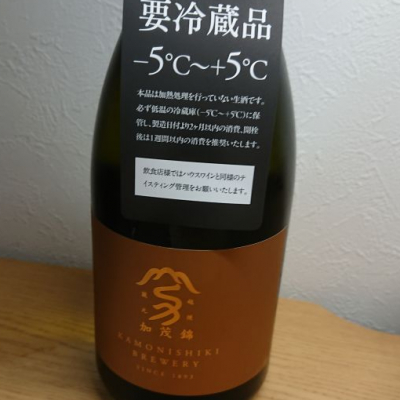 要冷蔵品
−5℃〜+5℃
本品は加熱処理を行っていない生酒です。
必ず低温の冷蔵庫(−5℃〜+5℃)に保
管し、製造日付より2ヶ月以内の消費、開栓
後は1週間以内の消費を推奨いたします。
飲食店様ではハウスワインと同様のテ
イスティング管理をお願いいたします。
加茂錦
KAMONISHIKI
BREWERY
SINCE 1893